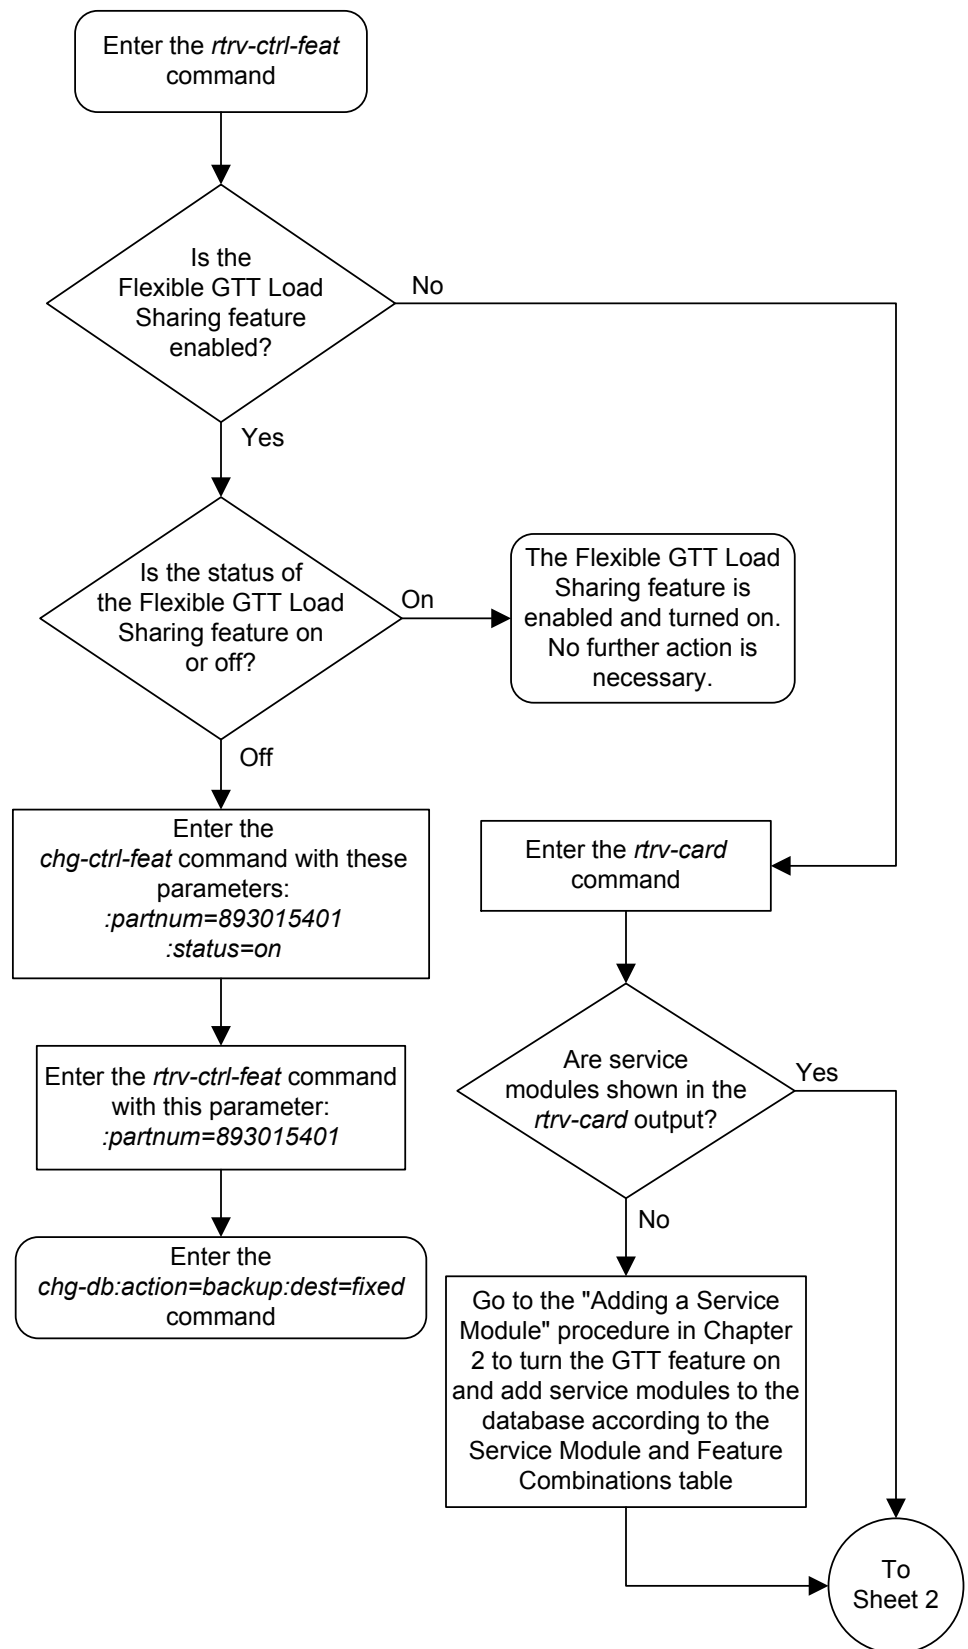 Enter the rtrv-ctrl-feat
command
Is the
Flexible GTT Load
Sharing feature
enabled?
No
Yes
Is the status of
the Flexible GTT Load
Sharing feature on
or off?
On
The Flexible GTT Load
Sharing feature is
enabled and turned on.
No further action is
necessary.
Off
Enter the
chg-ctrl-feat command with these
parameters:
:partnum=893015401
:status=on
Enter the rtrv-ctrl-feat command
with this parameter:
:partnum=893015401
Enter the
chg-db:action=backup:dest=fixed
command
Enter the rtrv-card
command
Are service
modules shown in the
rtrv-card output?
Yes
No
Go to the "Adding a Service
Module" procedure in Chapter
2 to turn the GTT feature on
and add service modules to the
database according to the
Service Module and Feature
Combinations table
To
Sheet 2